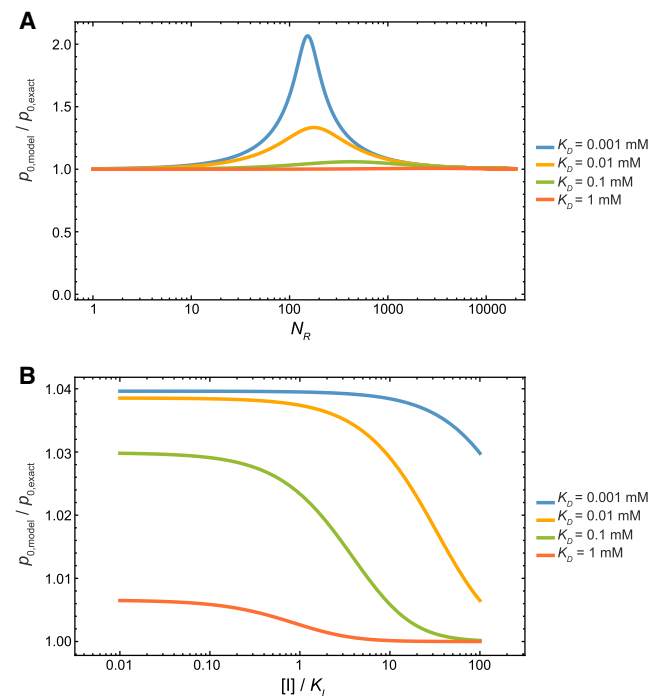 A
p0,model / p0,exact
2.0
1.5
1.0
0.5
0.0
1
10
100
1000
10000
NR
KD = 0.001 mM
KD = 0.01 mM
KD = 0.1 mM
KD = 1 mM
B
p0,model / p0,exact
1.04
1.03
1.02
1.01
1.00
0.01
0.10
1
10
100
[I] / KI
KD = 0.001 mM
KD = 0.01 mM
KD = 0.1 mM
KD = 1 mM